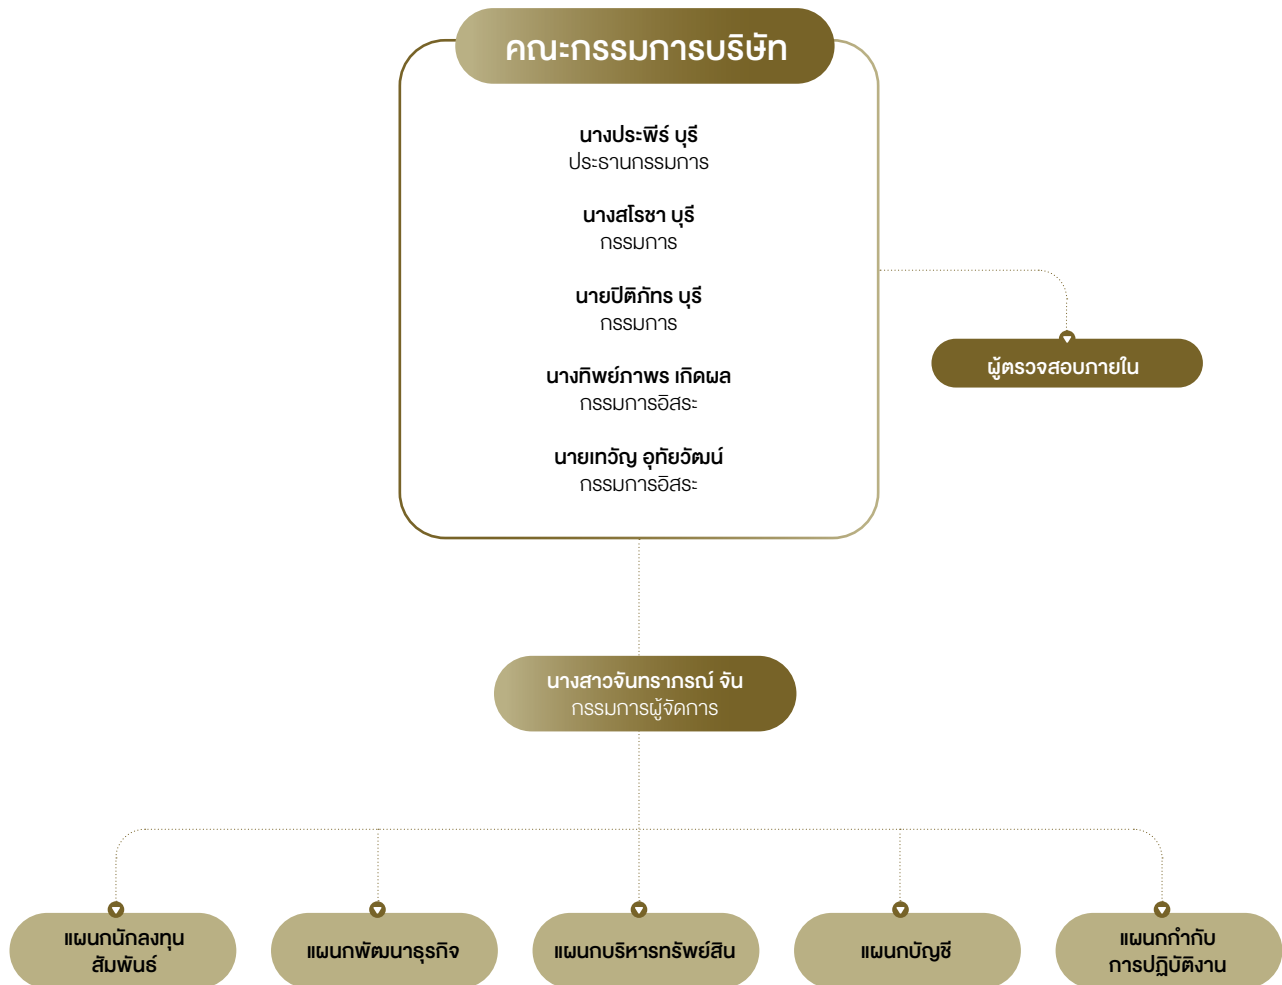 คณะกรรมการบริษัท
นางประพีร์ บุรี
ประธานกรรมการ
นางสโรชา บุรี
กรรมการ
นายปิติภัทร บุรี
กรรมการ
นางทิพย์ภาพร เกิดผล
กรรมการอิสระ
นายเทวัญ อุทัยวัฒน์
กรรมการอิสระ
ผู้ตรวจสอบภายใน
นางสาวจันทราภรณ์ จัน
กรรมการผู้จัดการ
แผนกนักลงทุน
สัมพันธ์
แผนกพัฒนาธุรกิจ
แผนกบริหารทรัพย์สิน
แผนกบัญชี
แผนกกำกับ
การปฏิบัติงาน